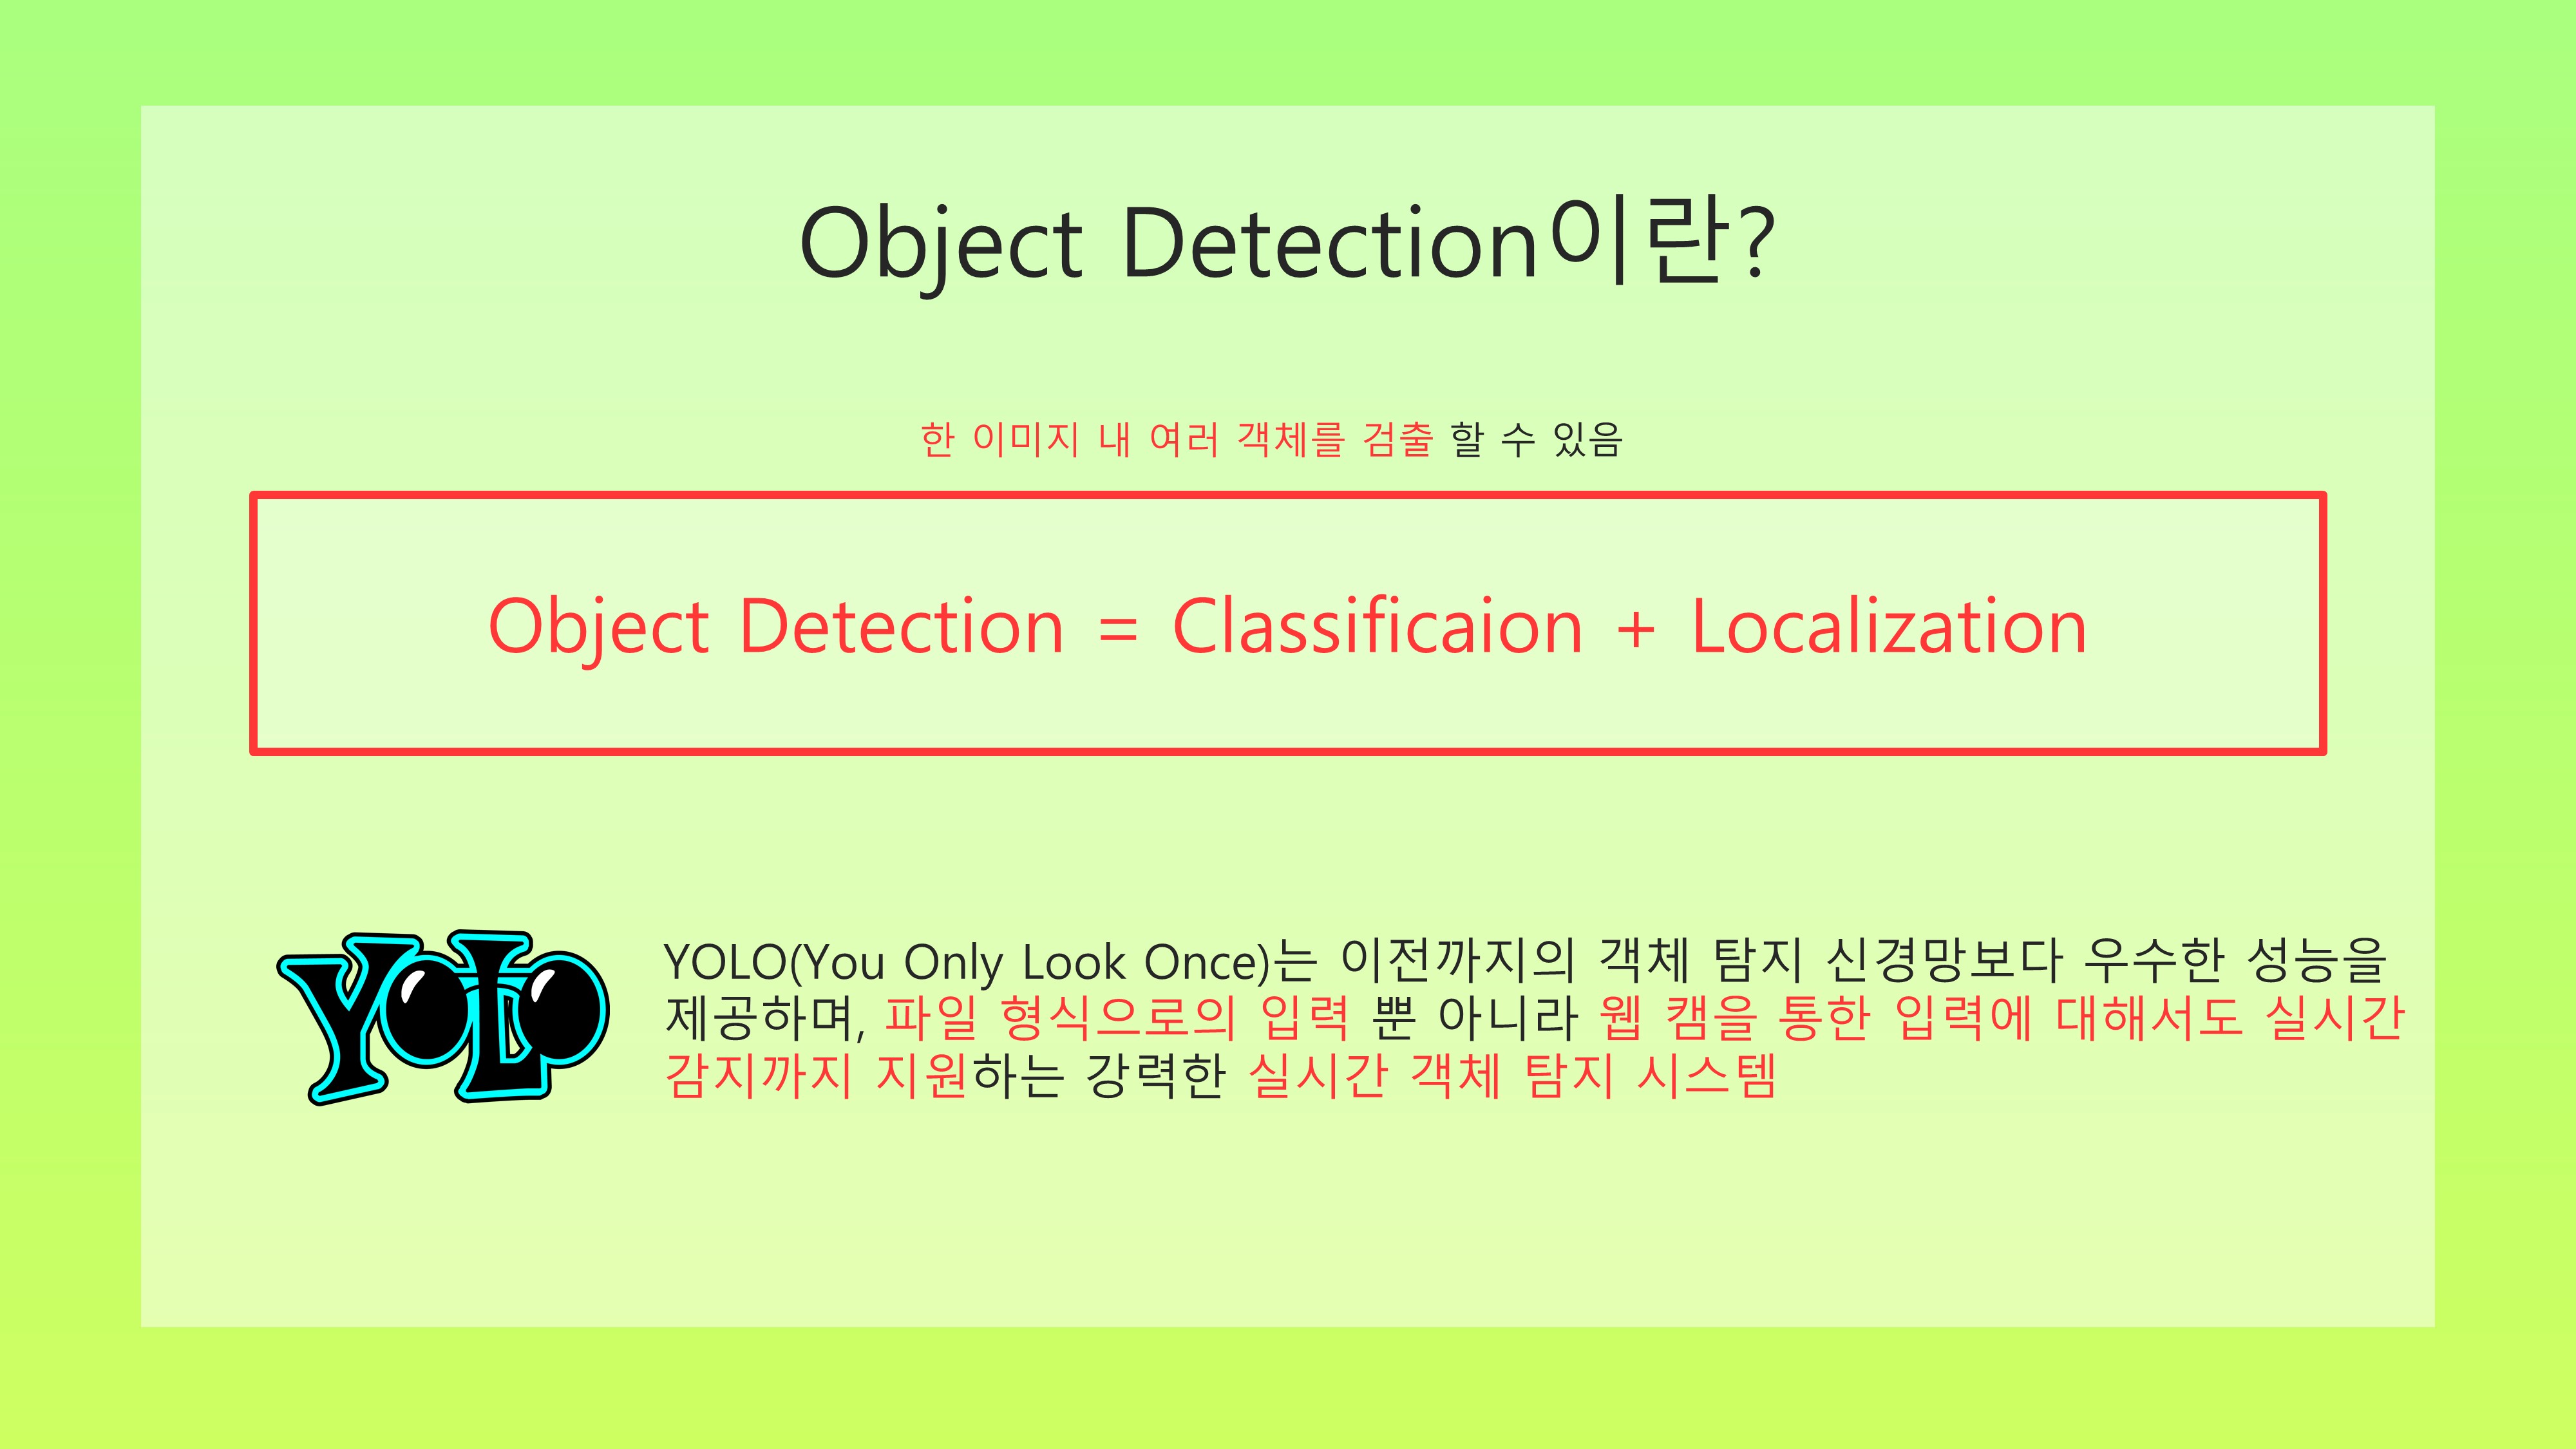 Object Detection이란?
한 이미지 내 여러 객체를 검출 할 수 있음
Object Detection = Classificaion + Localization
YOLO
YOLO(You Only Look Once)는 이전까지의 객체 탐지 신경망보다 우수한 성능을
제공하며, 파일 형식으로의 입력 뿐 아니라 웹 캠을 통한 입력에 대해서도 실시간
감지까지 지원하는 강력한 실시간 객체 탐지 시스템